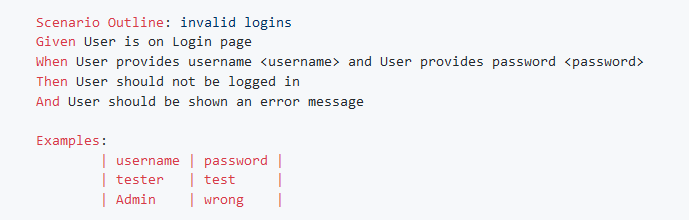 Scenario Outline: invalid logins
Given User is on Login page
When User provides username <username> and User provides password <password>
Then User should not be logged in
And User should be shown an error message
Examples:
| username | password |
| tester | test |
| Admin | wrong |